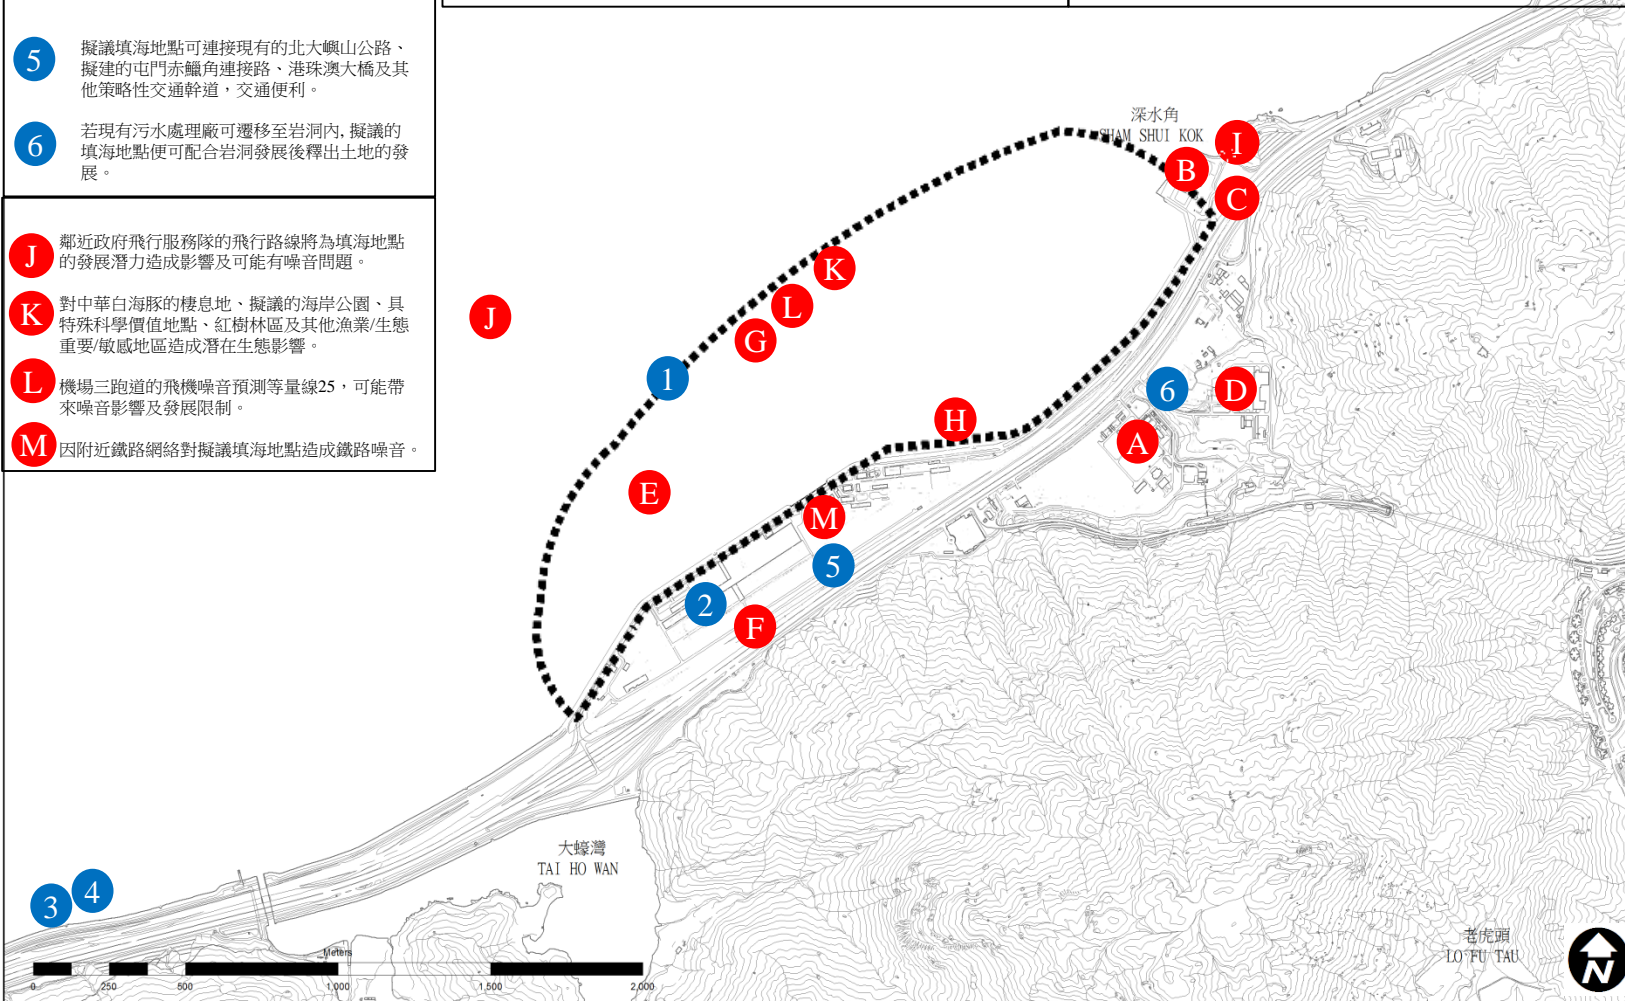 5
擬議填海地點可連接現有的北大嶼山公路、
擬建的屯門赤鱲角連接路、港珠澳大橋及其
他策略性交通幹道，交通便利。
6
若現有污水處理廠可遷移至岩洞內, 擬議的
填海地點便可配合岩洞發展後釋出土地的發
展。
J
鄰近政府飛行服務隊的飛行路線將為填海地點
的發展潛力造成影響及可能有噪音問題。
K
對中華白海豚的棲息地、擬議的海岸公園、具
特殊科學價值地點、紅樹林區及其他漁業/生態
重要/敏感地區造成潛在生態影響。
L
機場三跑道的飛機噪音預測等量線25，可能帶
來噪音影響及發展限制。
M
因附近鐵路網絡對擬議填海地點造成鐵路噪音。
深水角
SHAM SHUI KOK
I
B
C
K
L
J
G
1
6
D
H
A
E
M
5
2
F
大蠔灣
TAI HO WAN
3
4
老虎頭
LO FU TAU
N
Meters
0 250 500 1,000 1,500 2,000